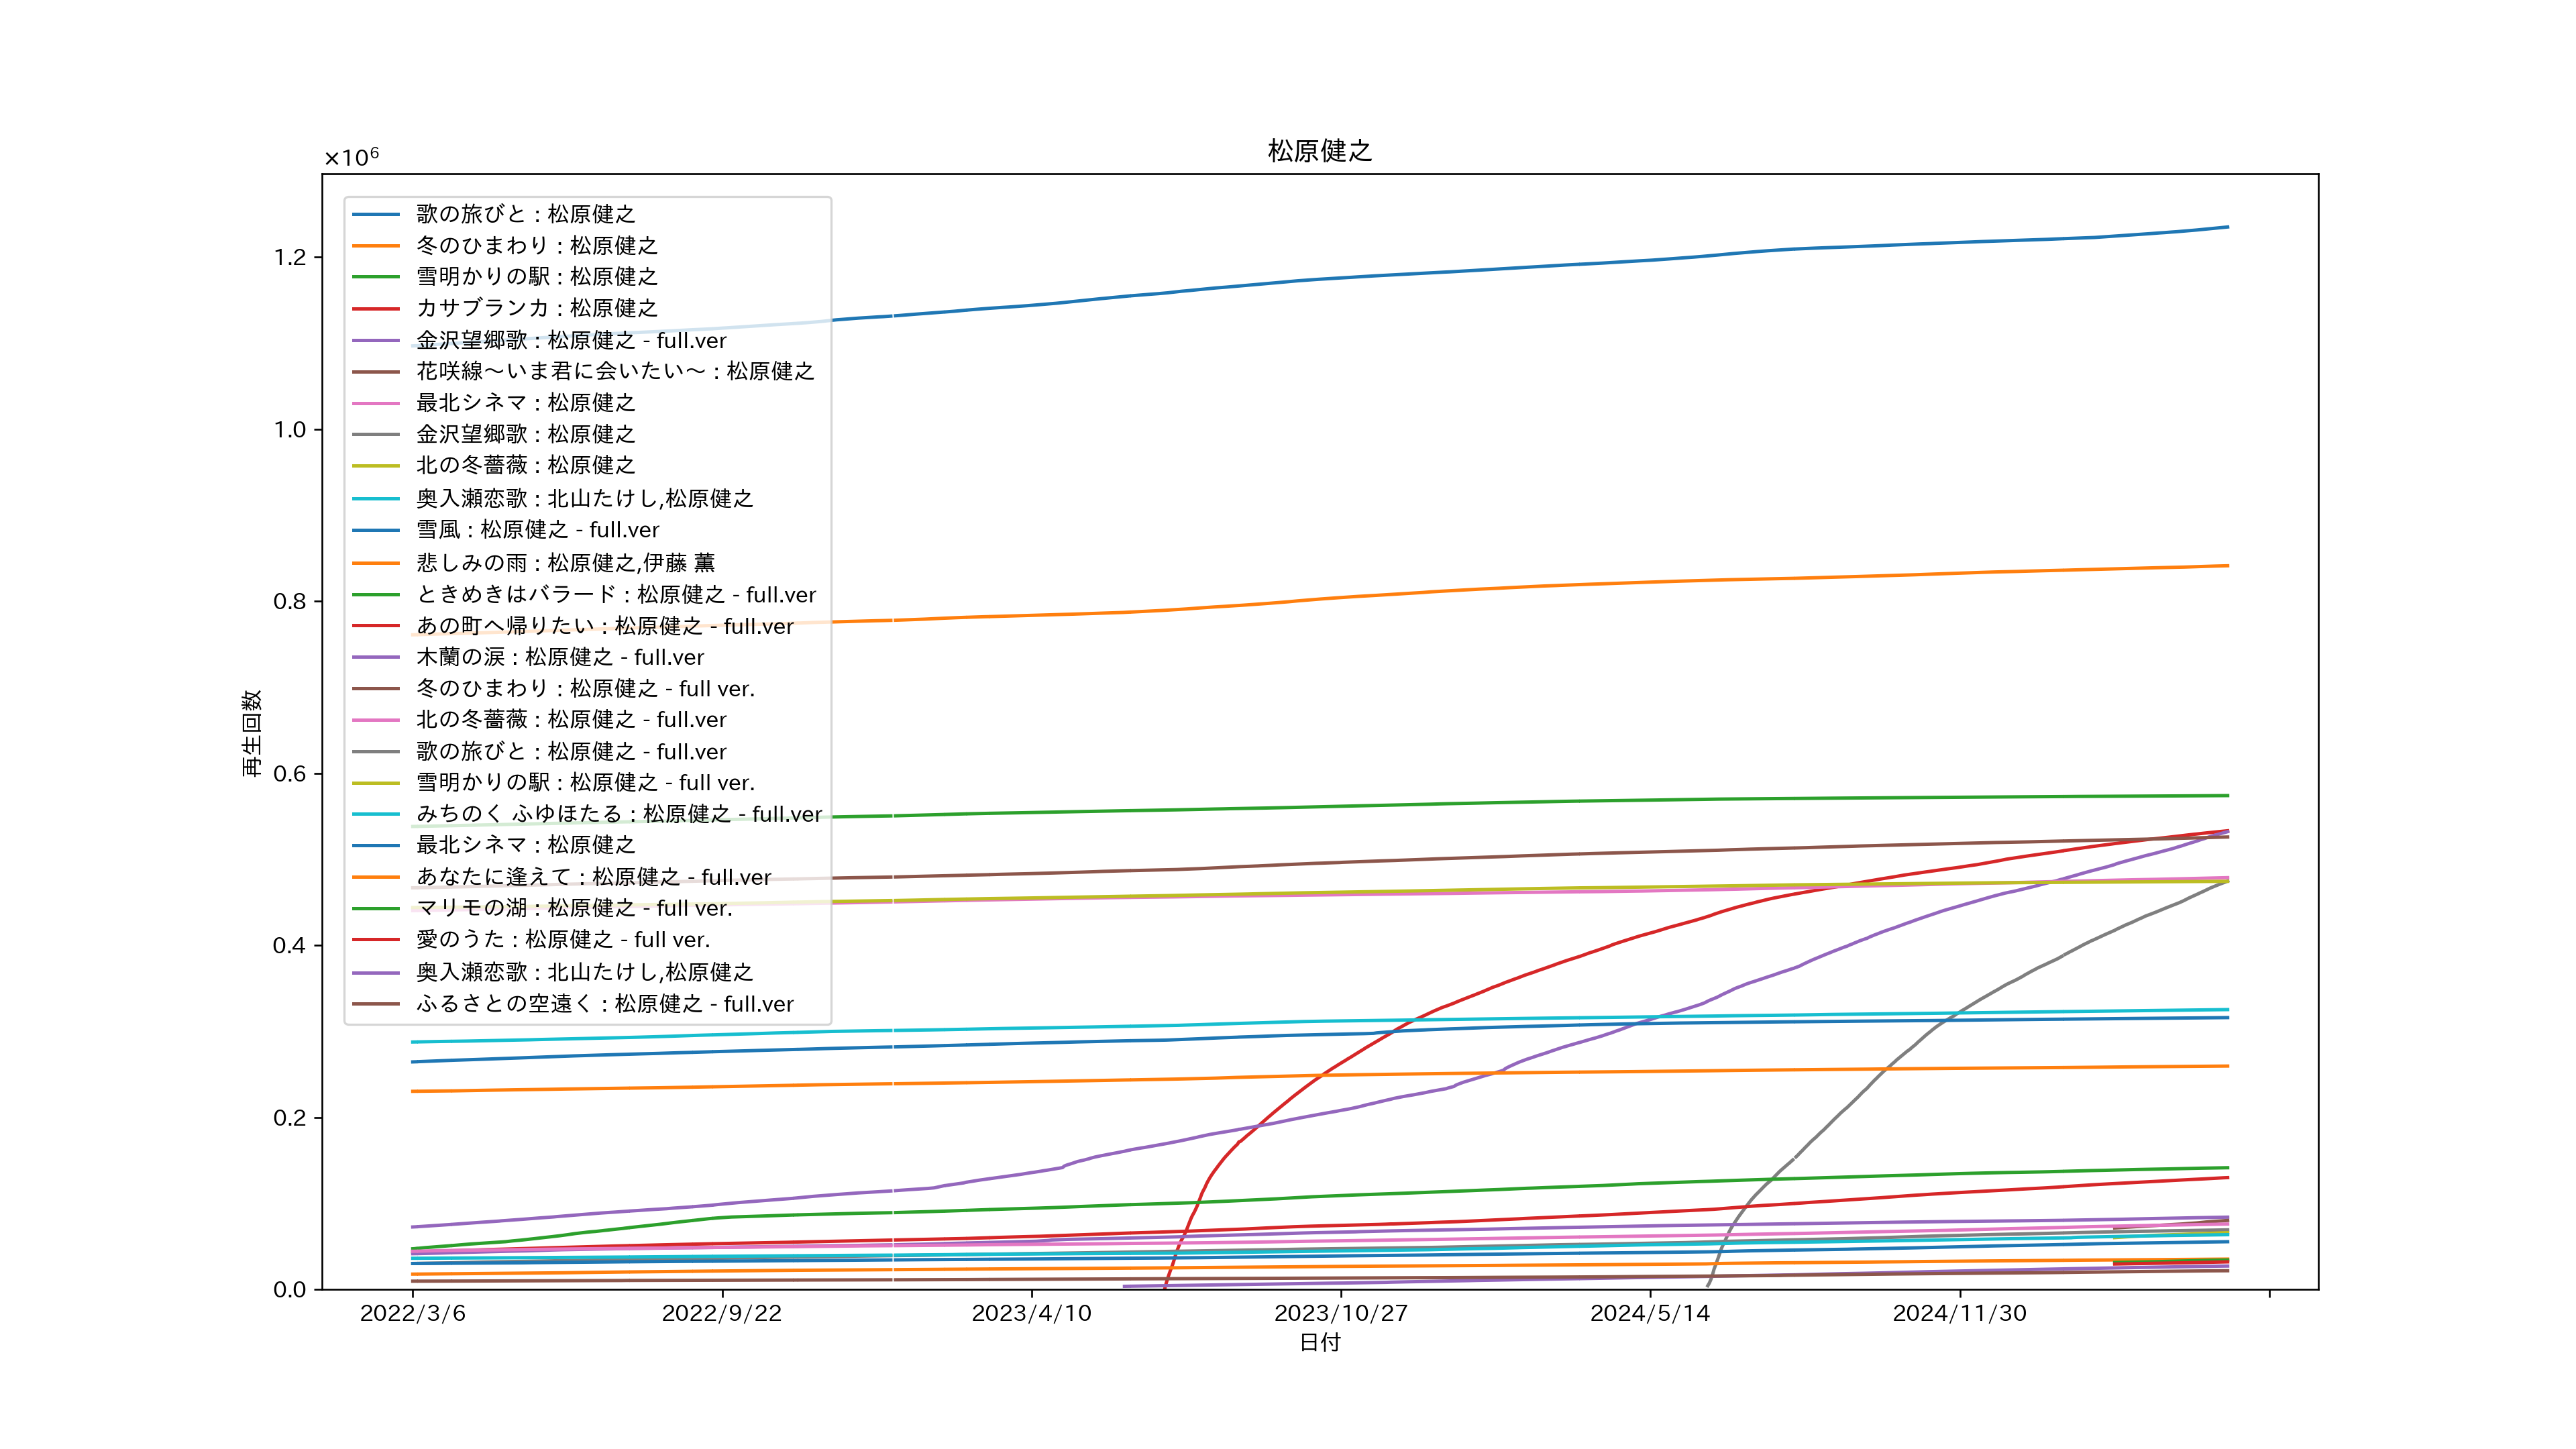 松原健之
×10⁶
1.2
1.0
0.8
0.6
0.4
0.2
0.0
再生回数
歌の旅びと : 松原健之
冬のひまわり : 松原健之
雪明かりの駅 : 松原健之
カサブランカ : 松原健之
金沢望郷歌 : 松原健之 - full.ver
花咲線～いま君に会いたい～ : 松原健之
最北シネマ : 松原健之
金沢望郷歌 : 松原健之
北の冬薔薇 : 松原健之
奥入瀬恋歌 : 北山たけし,松原健之
雪風 : 松原健之 - full.ver
悲しみの雨 : 松原健之,伊藤 薫
ときめきはバラード : 松原健之 - full.ver
あの町へ帰りたい : 松原健之 - full.ver
木蘭の涙 : 松原健之 - full.ver
冬のひまわり : 松原健之 - full ver.
北の冬薔薇 : 松原健之 - full.ver
歌の旅びと : 松原健之 - full.ver
雪明かりの駅 : 松原健之 - full ver.
みちのく ふゆほたる : 松原健之 - full.ver
最北シネマ : 松原健之
あなたに逢えて : 松原健之 - full.ver
マリモの湖 : 松原健之 - full ver.
愛のうた : 松原健之 - full ver.
奥入瀬恋歌 : 北山たけし,松原健之
ふるさとの空遠く : 松原健之 - full.ver
2022/3/6
2022/9/22
2023/4/10
2023/10/27
2024/5/14
2024/11/30
日付